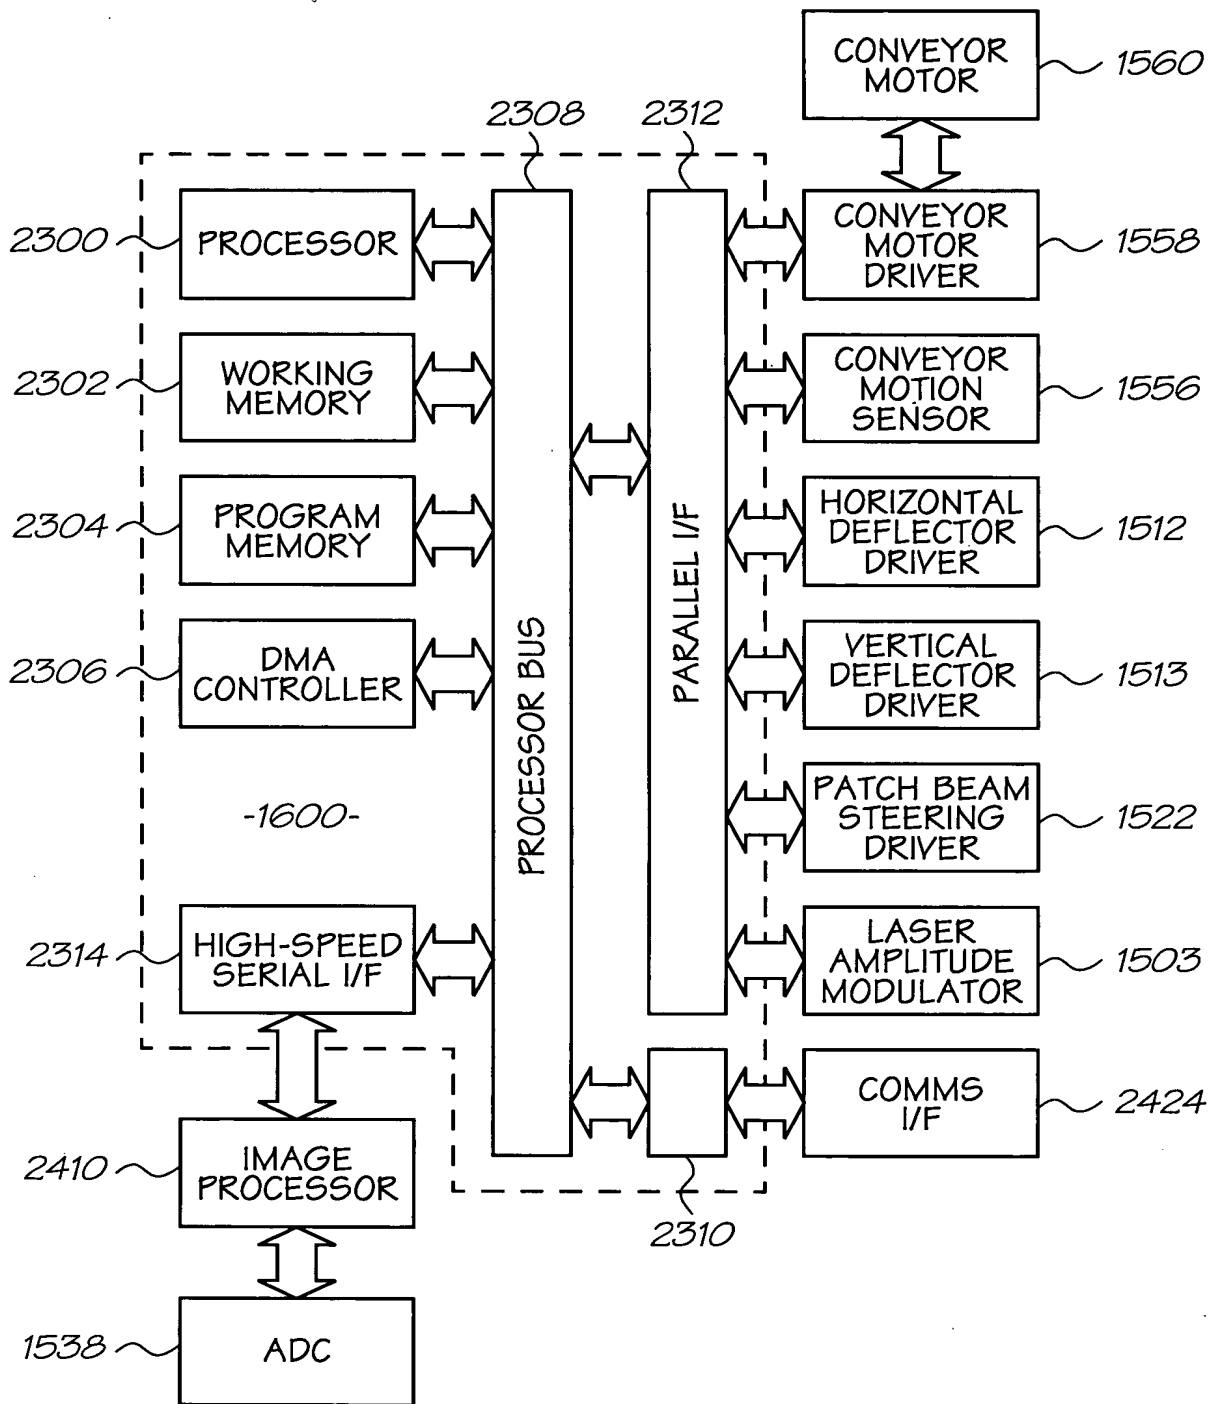 CONVEYOR
MOTOR
1560
2308
2312
2300
PROCESSOR
CONVEYOR
MOTOR
DRIVER
1558
2302
WORKING
MEMORY
CONVEYOR
MOTION
SENSOR
1556
2304
PROGRAM
MEMORY
HORIZONTAL
DEFLECTOR
DRIVER
1512
2306
DMA
CONTROLLER
PROCESSOR BUS
PARALLEL I/F
VERTICAL
DEFLECTOR
DRIVER
1513
-1600-
PATCH BEAM
STEERING
DRIVER
1522
2314
HIGH-SPEED
SERIAL I/F
LASER
AMPLITUDE
MODULATOR
1503
COMMS
I/F
2424
2410
IMAGE
PROCESSOR
2310
1538
ADC